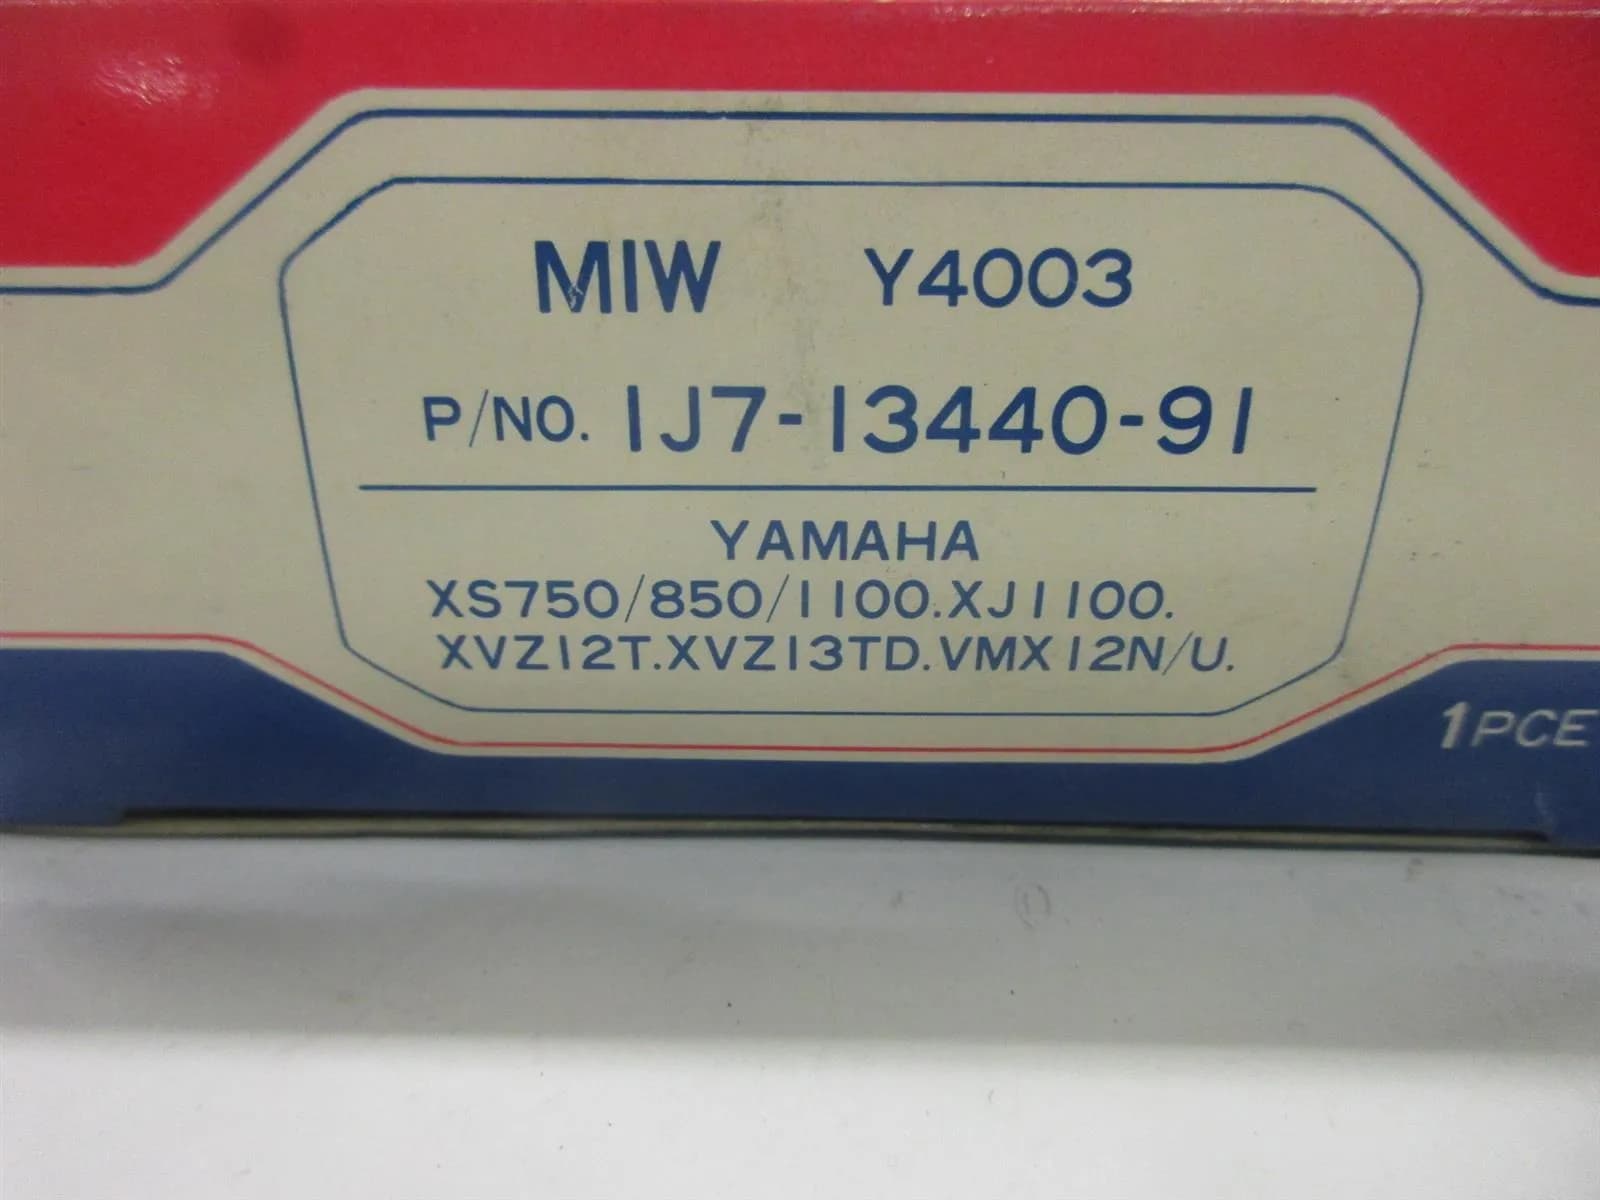 MIW Y4003
P/NO. 1J7-13440-91
YAMAHA
XS750/850/1100.XJ1100.
XVZ12T.XVZ13TD.VMX12N/U.
1PCE